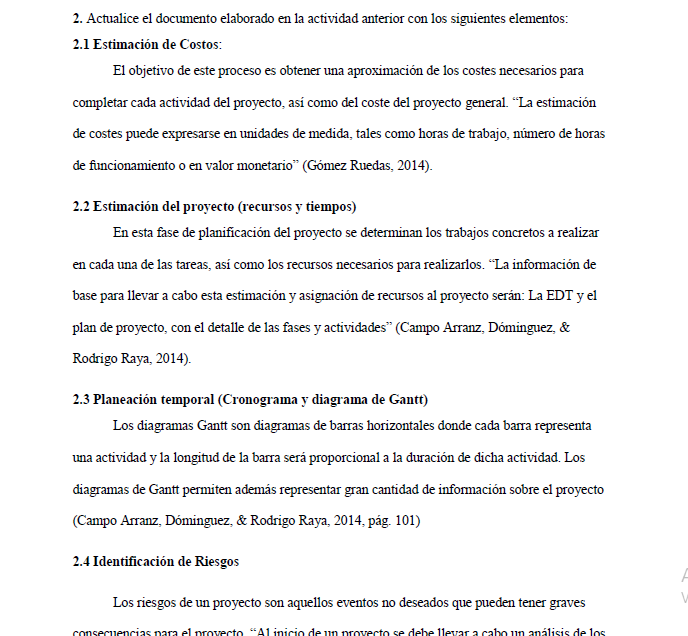 2. Actualice el documento elaborado en la actividad anterior con los siguientes elementos:
2.1 Estimación de Costos:
El objetivo de este proceso es obtener una aproximación de los costes necesarios para
completar cada actividad del proyecto, así como del coste del proyecto general. “La estimación
de costes puede expresarse en unidades de medida, tales como horas de trabajo, número de horas
de funcionamiento o en valor monetario” (Gómez Ruedas, 2014).
2.2 Estimación del proyecto (recursos y tiempos)
En esta fase de planificación del proyecto se determinan los trabajos concretos a realizar
en cada una de las tareas, así como los recursos necesarios para realizarlos. “La información de
base para llevar a cabo esta estimación y asignación de recursos al proyecto serán: La EDT y el
plan de proyecto, con el detalle de las fases y actividades” (Campo Arranz, Dóminguez, &
Rodrigo Raya, 2014).
2.3 Planeación temporal (Cronograma y diagrama de Gantt)
Los diagramas Gantt son diagramas de barras horizontales donde cada barra representa
una actividad y la longitud de la barra será proporcional a la duración de dicha actividad. Los
diagramas de Gantt permiten además representar gran cantidad de información sobre el proyecto
(Campo Arranz, Dóminguez, & Rodrigo Raya, 2014, pág. 101)
2.4 Identificación de Riesgos
Los riesgos de un proyecto son aquellos eventos no deseados que pueden tener graves
consecuencias para el proyecto. “Al inicio de un proyecto se debe llevar a cabo un análisis de los